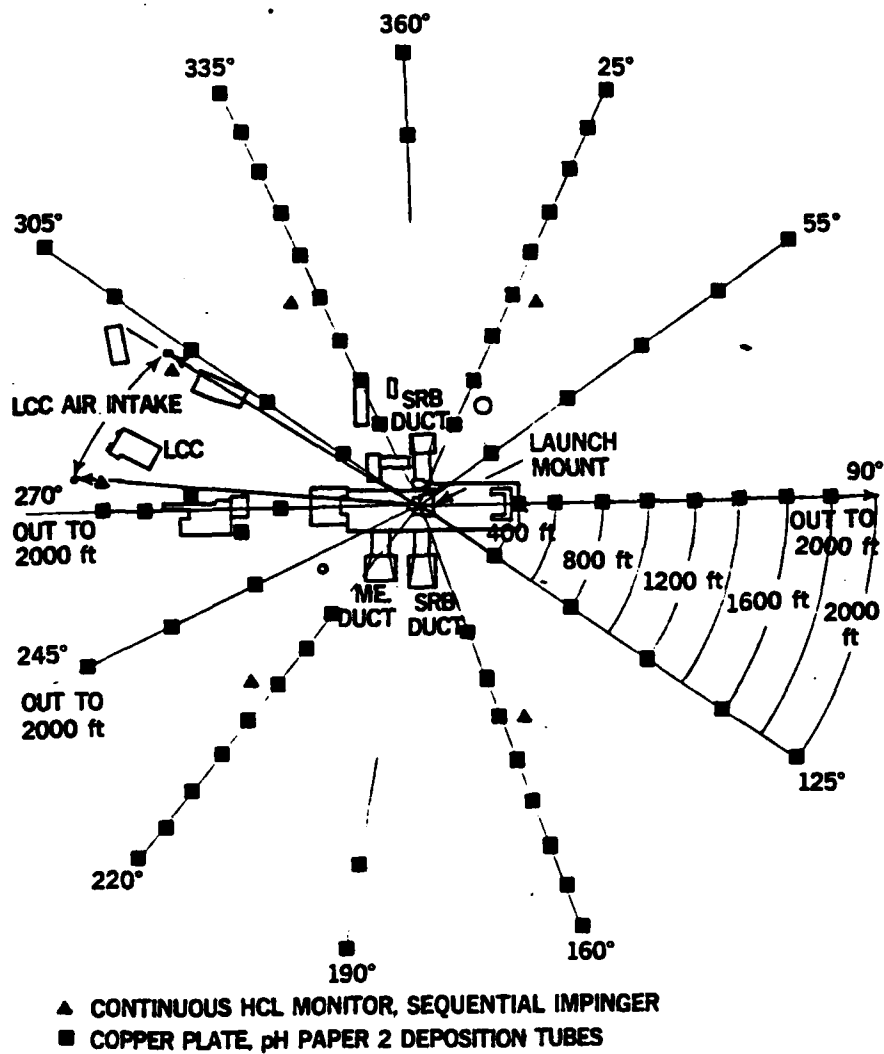 360°
335°
25°
305°
55°
LCC AIR INTAKE
SRB
DUCT
LCC
LAUNCH
MOUNT
270°
90°
OUT TO
2000 ft
400 ft
OUT TO
2000 ft
800 ft
1200 ft
1600 ft
2000
ft
ME.
DUCT
SRB
DUCT
245°
OUT TO
2000 ft
125°
220°
160°
190°
▲ CONTINUOUS HCL MONITOR, SEQUENTIAL IMPINGER
■ COPPER PLATE, pH PAPER 2 DEPOSITION TUBES